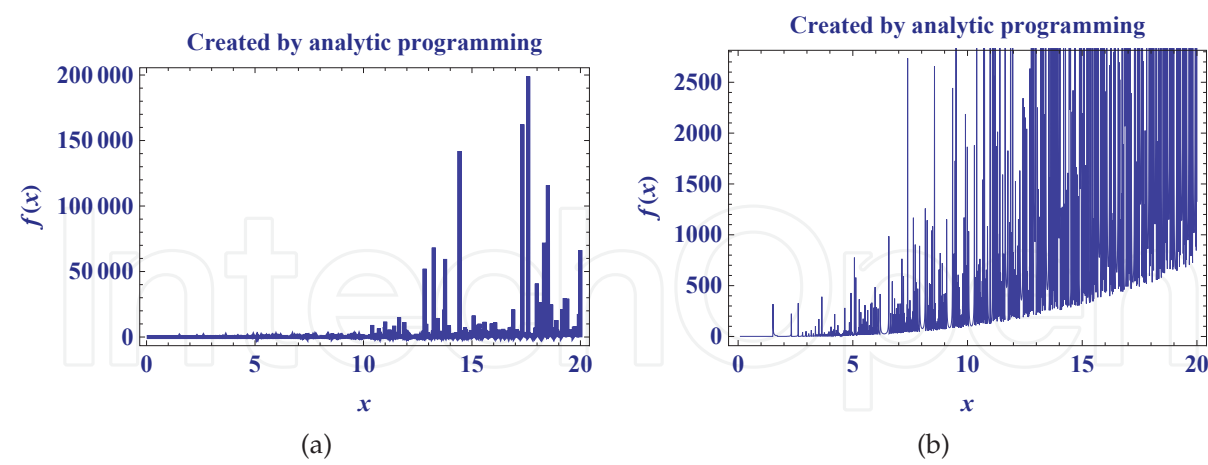 Created by analytic programming
200 000
150 000
100 000
50 000
0
f(x)
0 5 10 15 20
x
(a)
Created by analytic programming
2500
2000
1500
1000
500
0
f(x)
0 5 10 15 20
x
(b)
IntechOpen